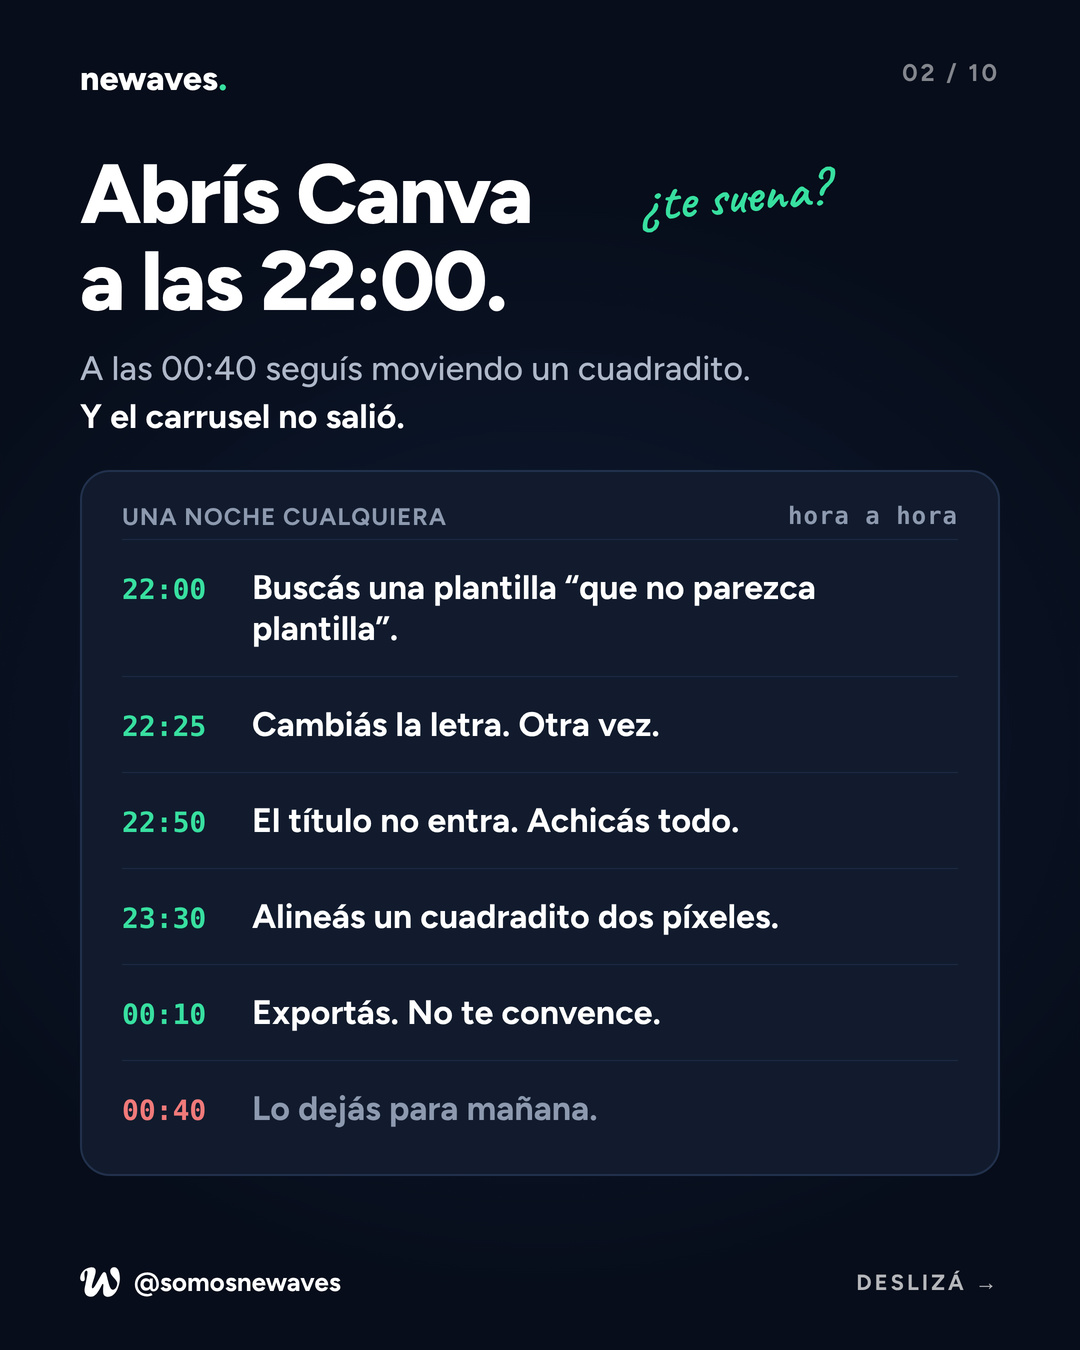 newaves.
02 / 10
Abrís Canva
a las 22:00.
¿te suena?
A las 00:40 seguís moviendo un cuadradito.
Y el carrusel no salió.
UNA NOCHE CUALQUIERA
hora a hora
22:00 Buscás una plantilla “que no parezca
plantilla”.
22:25 Cambiás la letra. Otra vez.
22:50 El título no entra. Achicás todo.
23:30 Alineás un cuadradito dos píxeles.
00:10 Exportás. No te convence.
00:40 Lo dejás para mañana.
W @somosnewaves
DESLIZÁ →